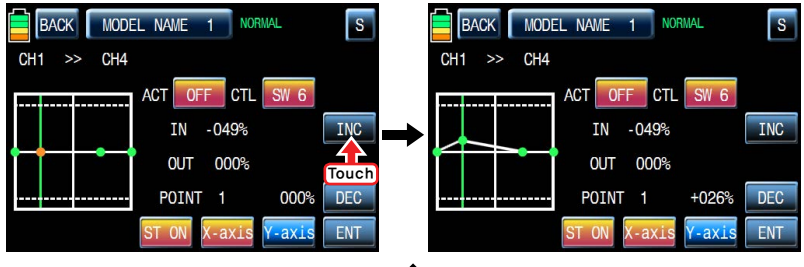 BACK MODEL NAME 1 NORMAL S
CH1 >> CH4
ACT OFF CTL SW 6
IN -049% INC
OUT 000%
Touch
POINT 1 000% DEC
ST ON X-axis Y-axis ENT
BACK MODEL NAME 1 NORMAL S
CH1 >> CH4
ACT OFF CTL SW 6
IN -049% INC
OUT 000%
POINT 1 +026% DEC
ST ON X-axis Y-axis ENT